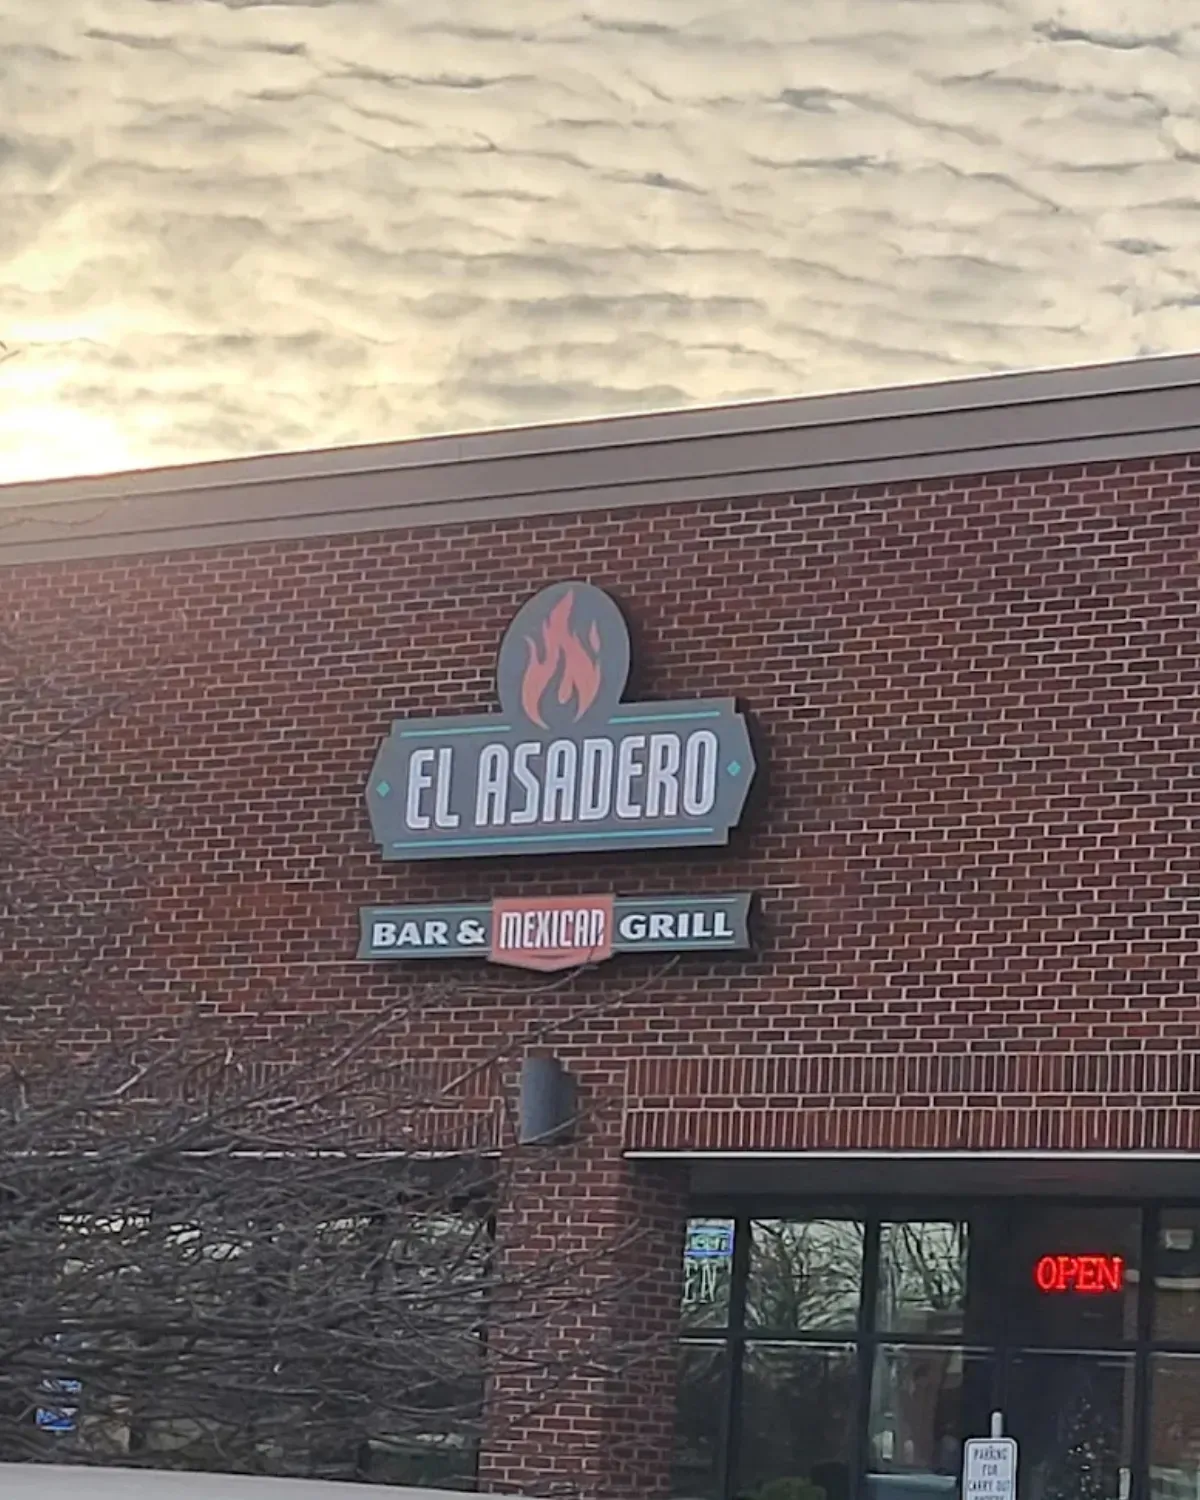 EL ASADERO
BAR & MEXICAN GRILL
OPEN
PARKING
FOR
CARRY OUT